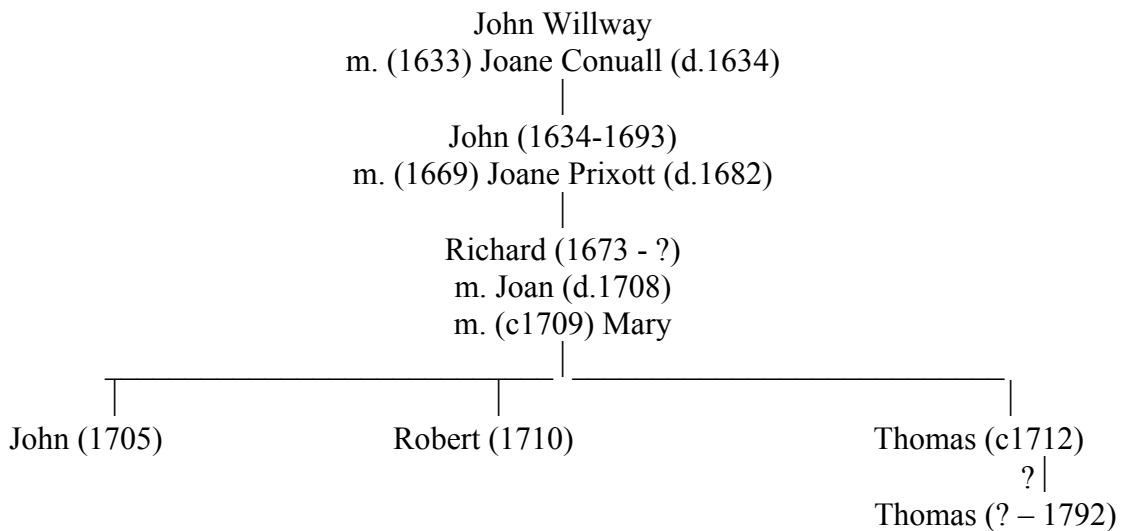 John Willway
m. (1633) Joane Conuall (d.1634)
John (1634-1693)
m. (1669) Joane Prixott (d.1682)
Richard (1673 - ?)
m. Joan (d.1708)
m. (c1709) Mary
John (1705) Robert (1710) Thomas (c1712)
?
Thomas (? – 1792)